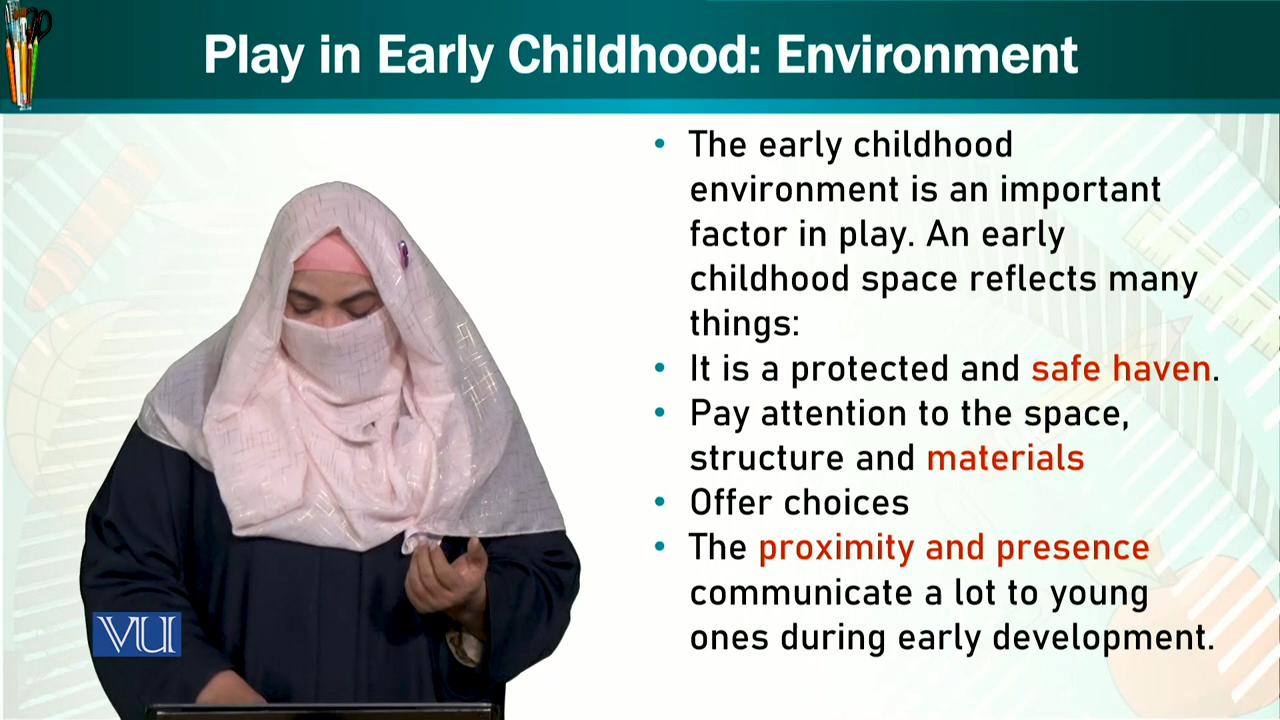 Play in Early Childhood: Environment
• The early childhood
environment is an important
factor in play. An early
childhood space reflects many
things:
• It is a protected and safe haven.
• Pay attention to the space,
structure and materials
• Offer choices
• The proximity and presence
communicate a lot to young
ones during early development.
VU